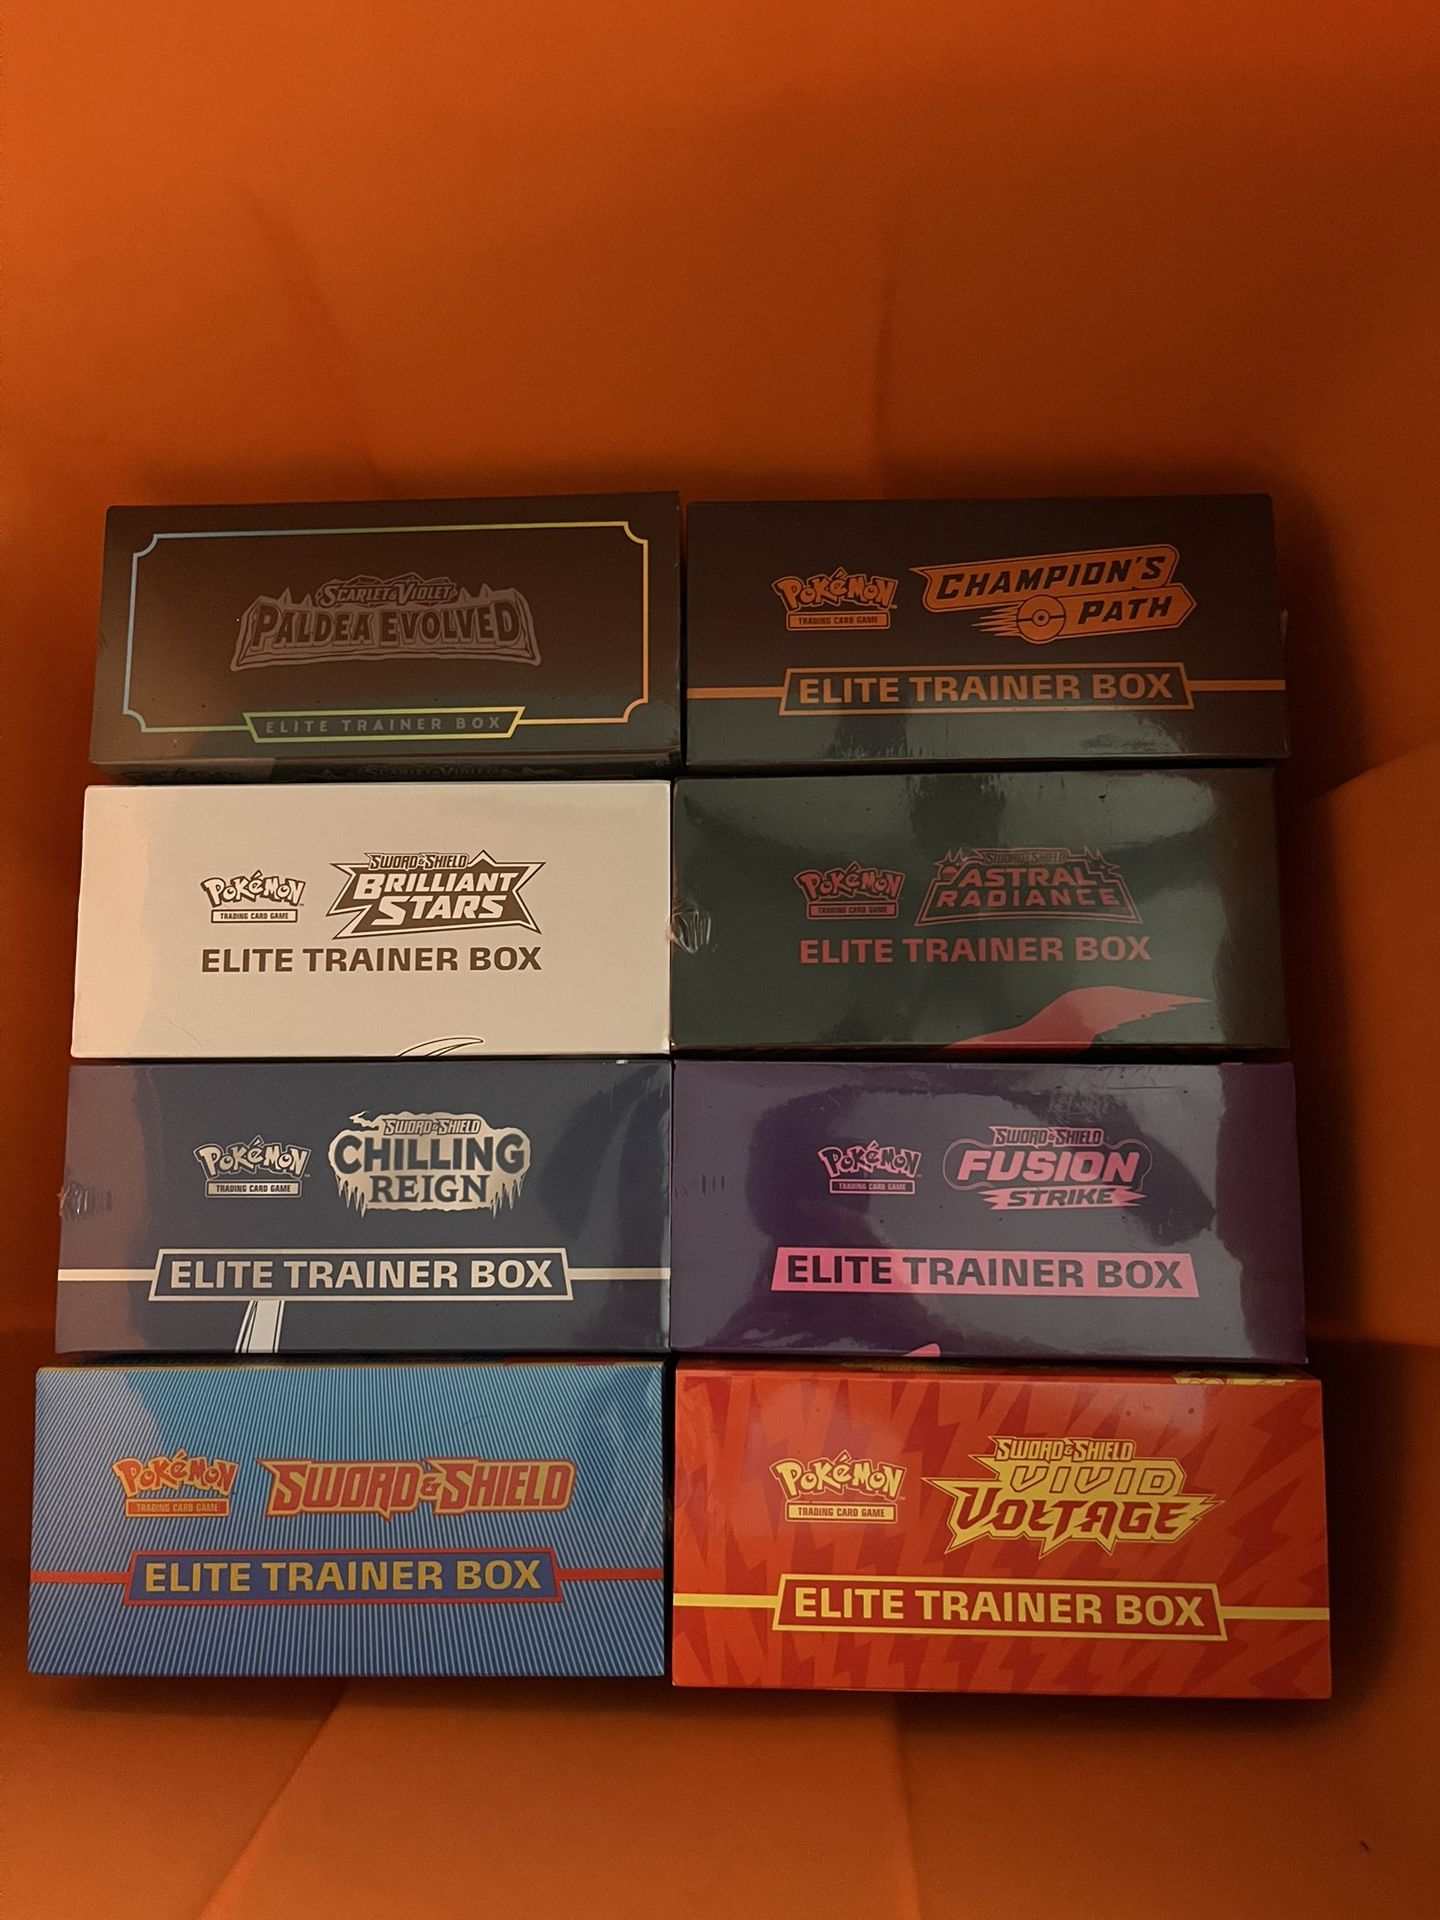 SCARLET & VIOLET
PALDEA EVOLVED
ELITE TRAINER BOX
POKÉMON
TRADING CARD GAME
CHAMPION'S
PATH
ELITE TRAINER BOX
POKÉMON
TRADING CARD GAME
SWORD & SHIELD
BRILLIANT
STARS
ELITE TRAINER BOX
POKÉMON
TRADING CARD GAME
SWORD & SHIELD
ASTRAL
RADIANCE
ELITE TRAINER BOX
POKÉMON
TRADING CARD GAME
SWORD & SHIELD
CHILLING
REIGN
ELITE TRAINER BOX
POKÉMON
TRADING CARD GAME
SWORD & SHIELD
FUSION
STRIKE
ELITE TRAINER BOX
POKÉMON
TRADING CARD GAME
SWORD & SHIELD
ELITE TRAINER BOX
POKÉMON
TRADING CARD GAME
SWORD & SHIELD
VIVID
VOLTAGE
ELITE TRAINER BOX